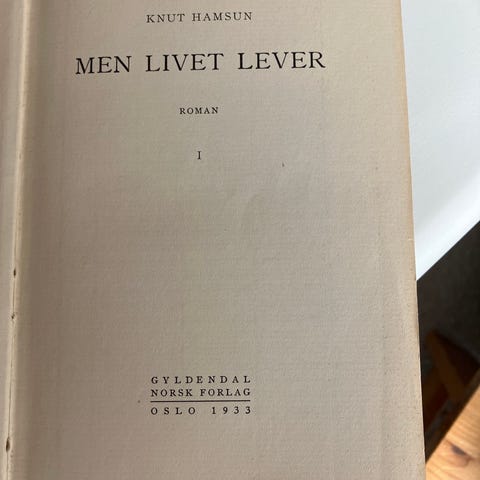 KNUT HAMSUN
MEN LIVET LEVER
ROMAN
I
GYLDENDAL
NORSK FORLAG
OSLO 1933